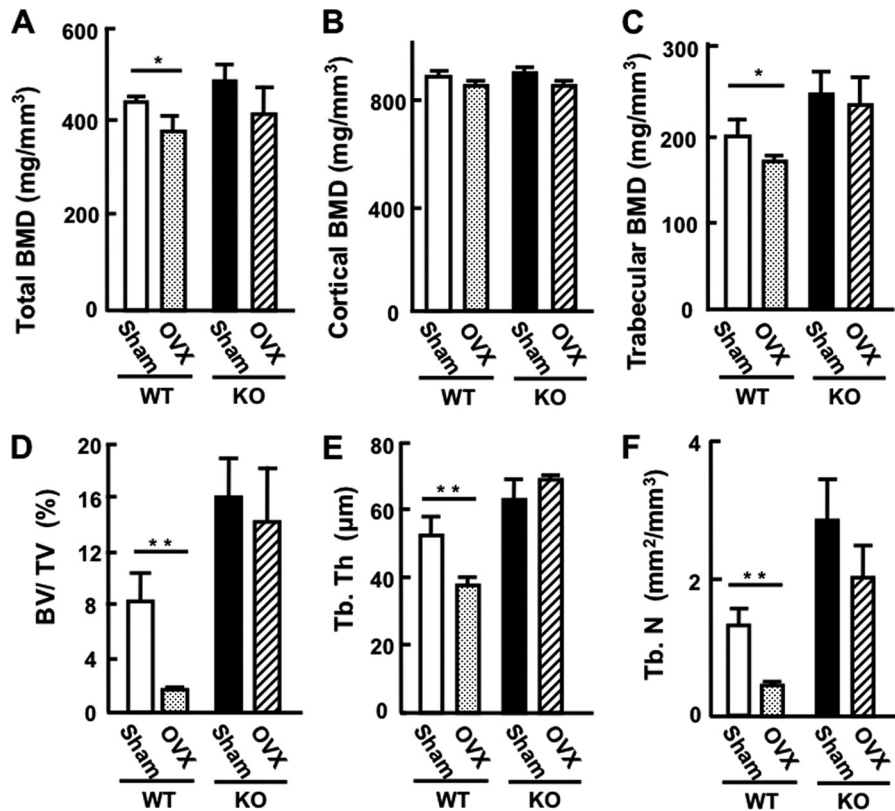 A
Total BMD (mg/mm³)
600
400
200
0
*
Sham
OVX
Sham
OVX
WT
KO
B
Cortical BMD (mg/mm³)
800
400
0
Sham
OVX
Sham
OVX
WT
KO
C
Trabecular BMD (mg/mm³)
300
200
100
0
*
Sham
OVX
Sham
OVX
WT
KO
D
BV/ TV (%)
20
16
12
8
4
0
**
Sham
OVX
Sham
OVX
WT
KO
E
Tb. Th (μm)
80
60
40
20
0
**
Sham
OVX
Sham
OVX
WT
KO
F
Tb. N (mm²/mm³)
4
2
0
**
Sham
OVX
Sham
OVX
WT
KO